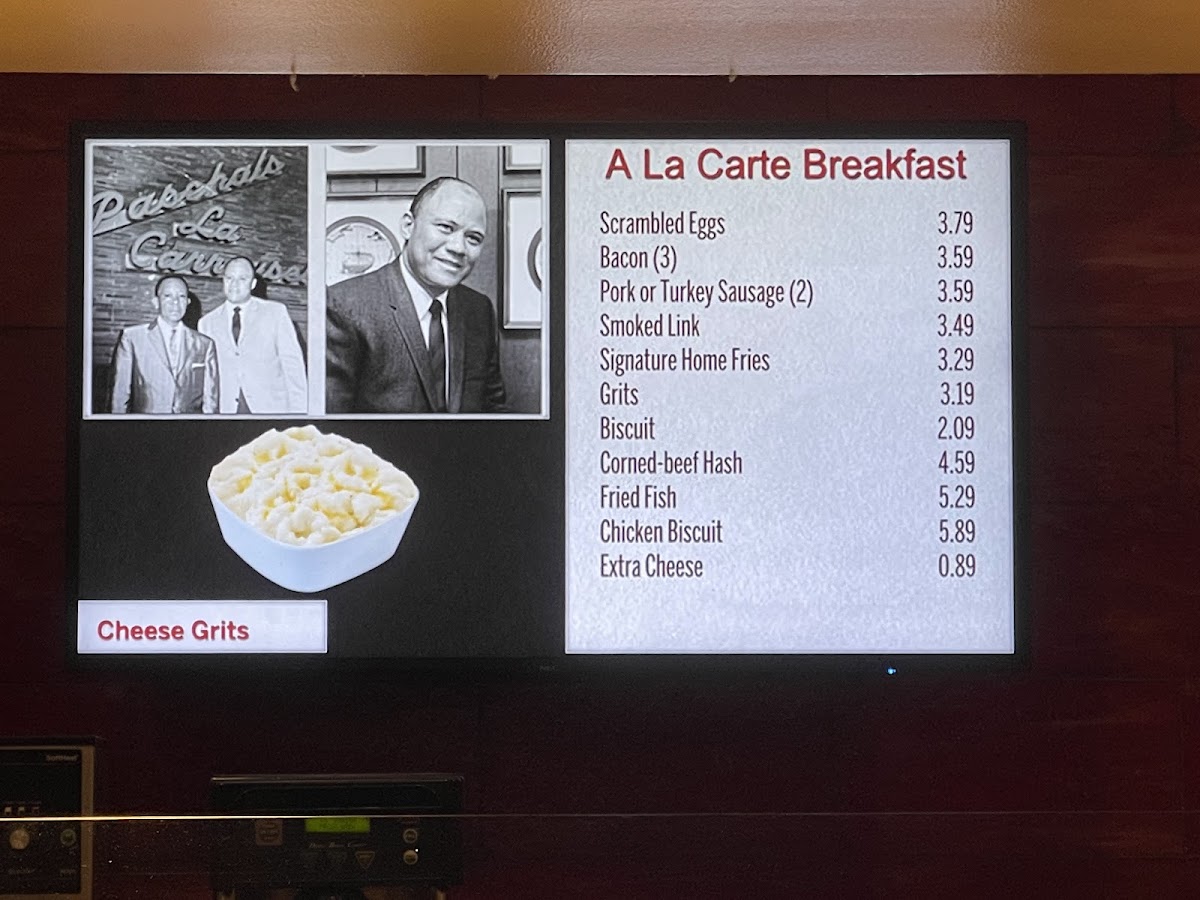 Paschal's
La
Carrousel
A La Carte Breakfast
Scrambled Eggs 3.79
Bacon (3) 3.59
Pork or Turkey Sausage (2) 3.59
Smoked Link 3.49
Signature Home Fries 3.29
Grits 3.19
Biscuit 2.09
Corned-beef Hash 4.59
Fried Fish 5.29
Chicken Biscuit 5.89
Extra Cheese 0.89
Cheese Grits